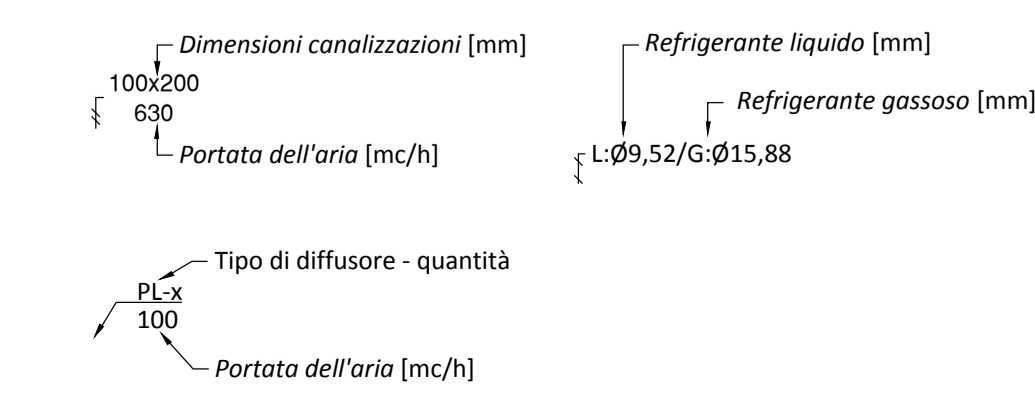 Dimensioni canalizzazioni [mm]
100x200
630
Portata dell'aria [mc/h]
Refrigerante liquido [mm]
Refrigerante gassoso [mm]
L:Ø9,52/G:Ø15,88
Tipo di diffusore - quantità
PL-x
100
Portata dell'aria [mc/h]